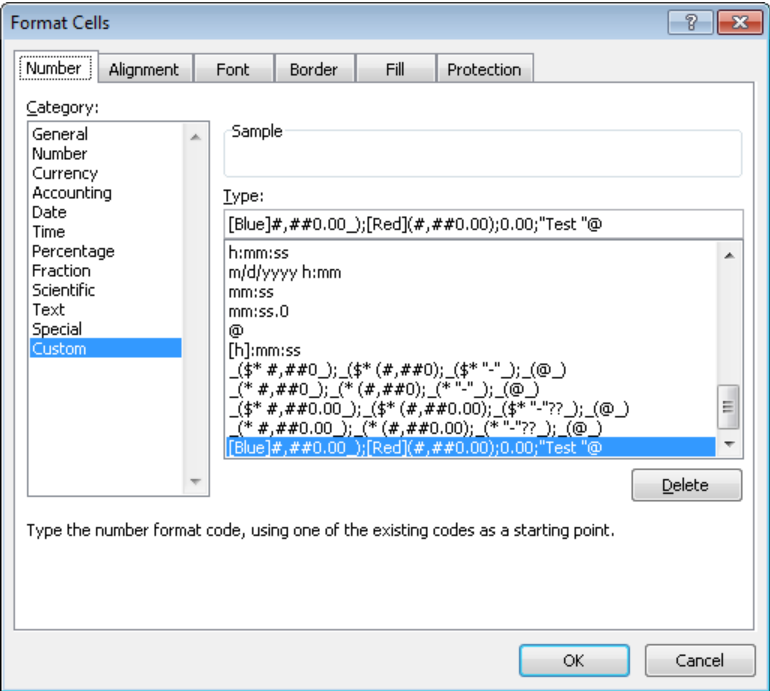 Format Cells
Number Alignment Font Border Fill Protection
Category:
General
Number
Currency
Accounting
Date
Time
Percentage
Fraction
Scientific
Text
Special
Custom
Sample
Type:
[Blue]#,##0.00_);[Red](#,##0.00);0.00;"Test "@
h:mm:ss
m/d/yyyy h:mm
mm:ss
mm:ss.0
@
[h]:mm:ss
_($* #,##0_);_($* (#,##0);_($* "-"_);_(@_)
_(* #,##0_);_(* (#,##0);_(* "-"_);_(@_)
_($* #,##0.00_);_($* (#,##0.00);_($* "-"??_);_(@_)
_(* #,##0.00_);_(* (#,##0.00);_(* "-"??_);_(@_)
[Blue]#,##0.00_);[Red](#,##0.00);0.00;"Test "@
Delete
Type the number format code, using one of the existing codes as a starting point.
OK Cancel